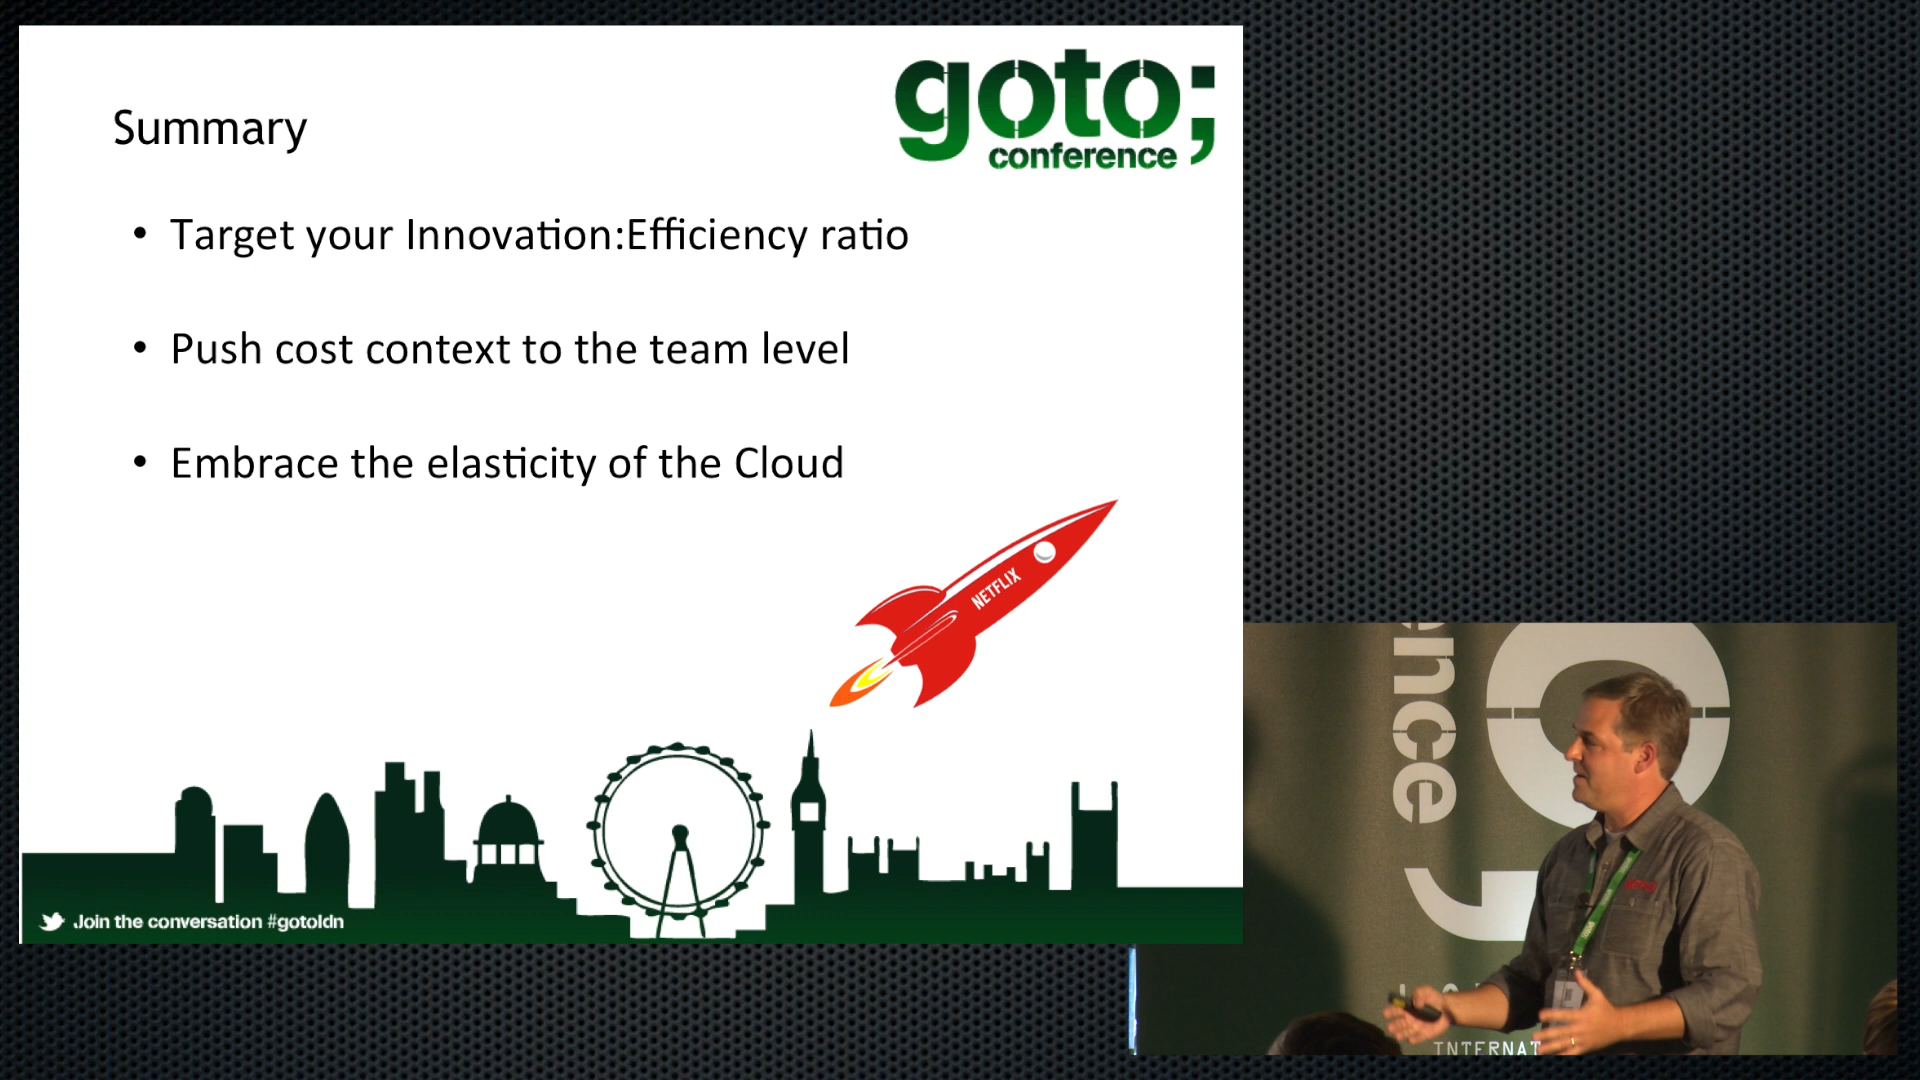 goto;
conference
Summary
• Target your Innovation:Efficiency ratio
• Push cost context to the team level
• Embrace the elasticity of the Cloud
NETFLIX
Join the conversation #gotoldn
ence
INTERNAT